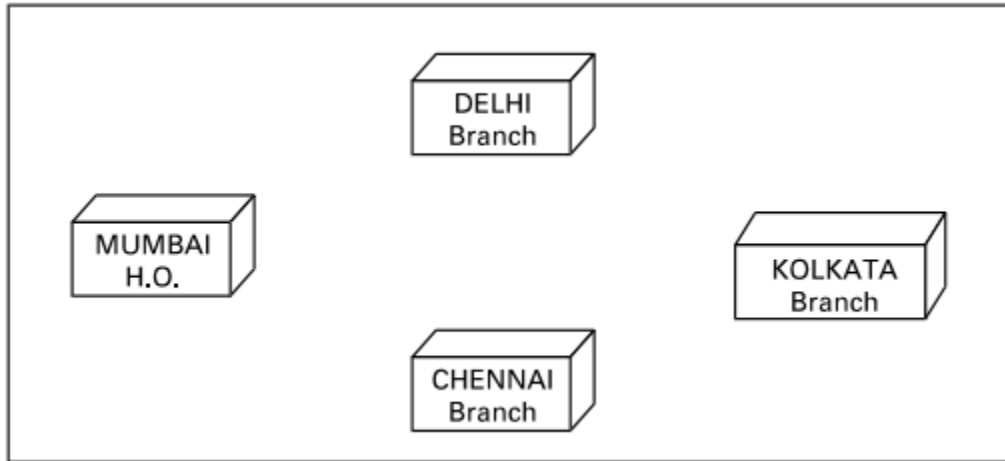 DELHI
Branch
MUMBAI
H.O.
KOLKATA
Branch
CHENNAI
Branch